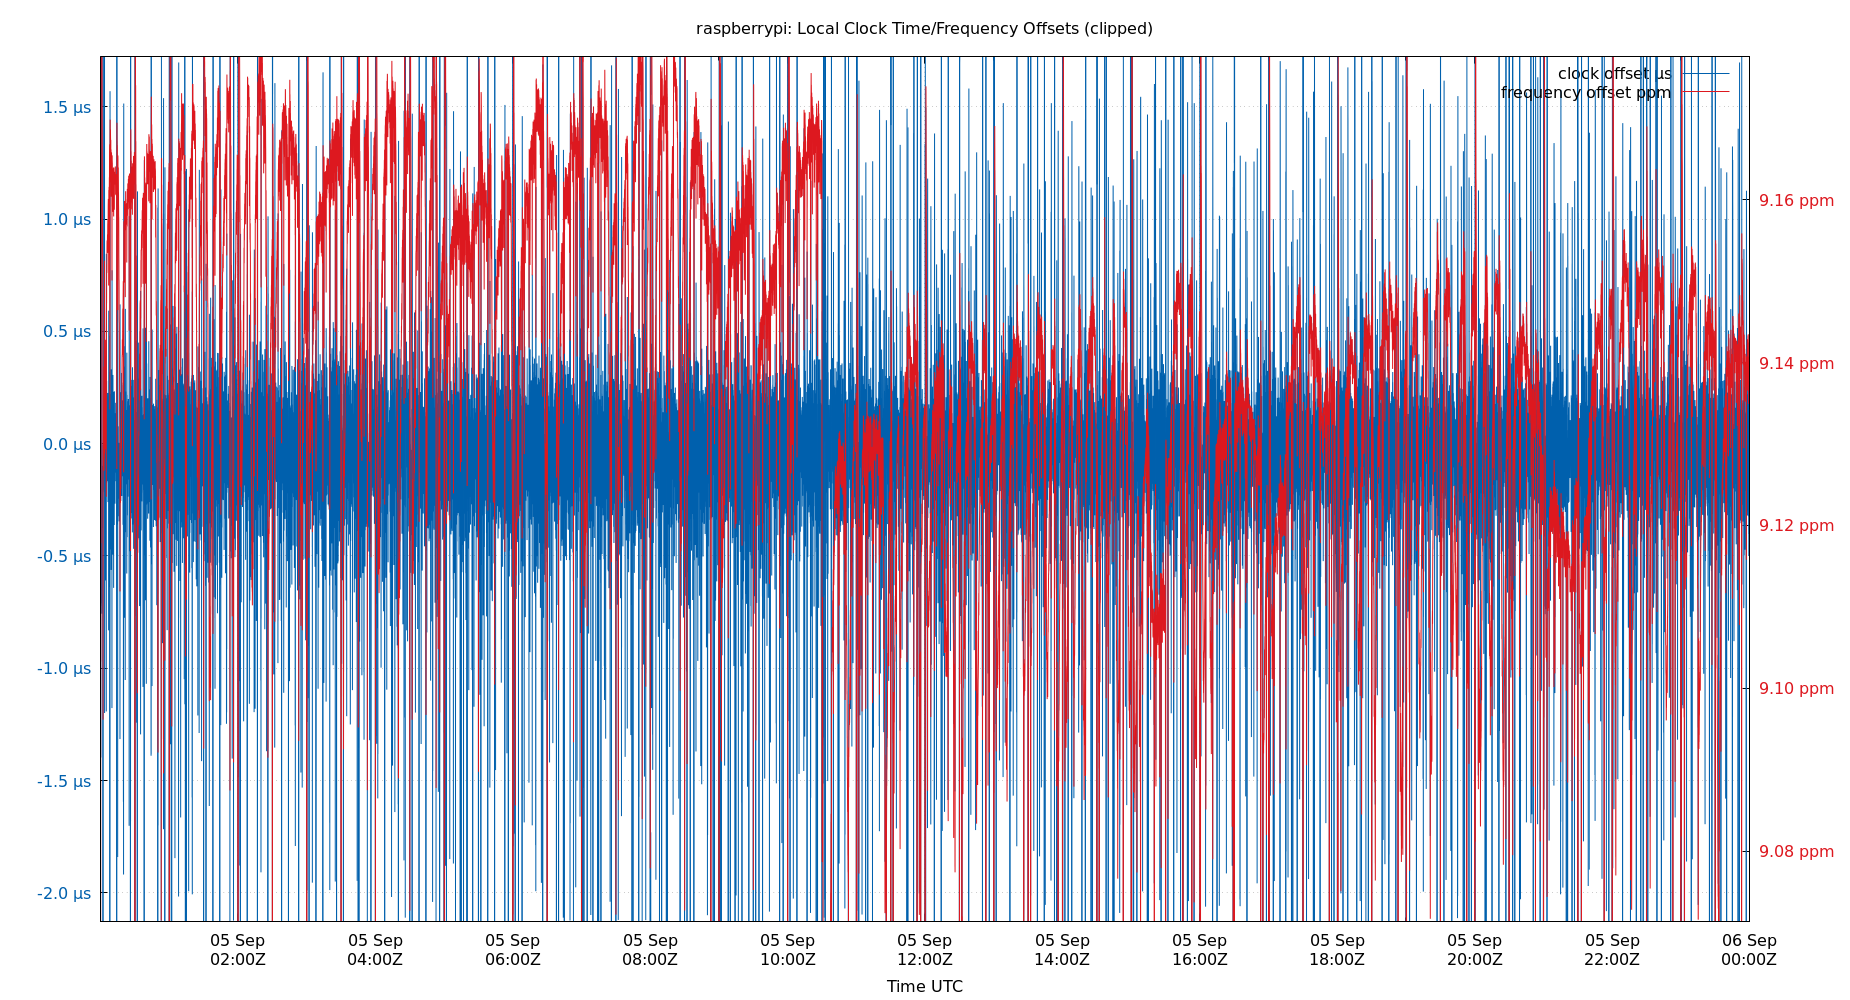 raspberrypi: Local Clock Time/Frequency Offsets (clipped)
clock offset µs
frequency offset ppm
1.5 µs
1.0 µs
0.5 µs
0.0 µs
-0.5 µs
-1.0 µs
-1.5 µs
-2.0 µs
9.16 ppm
9.14 ppm
9.12 ppm
9.10 ppm
9.08 ppm
05 Sep 05 Sep 05 Sep 05 Sep 05 Sep 05 Sep 05 Sep 05 Sep 05 Sep 05 Sep 05 Sep 06 Sep
02:00Z 04:00Z 06:00Z 08:00Z 10:00Z 12:00Z 14:00Z 16:00Z 18:00Z 20:00Z 22:00Z 00:00Z
Time UTC